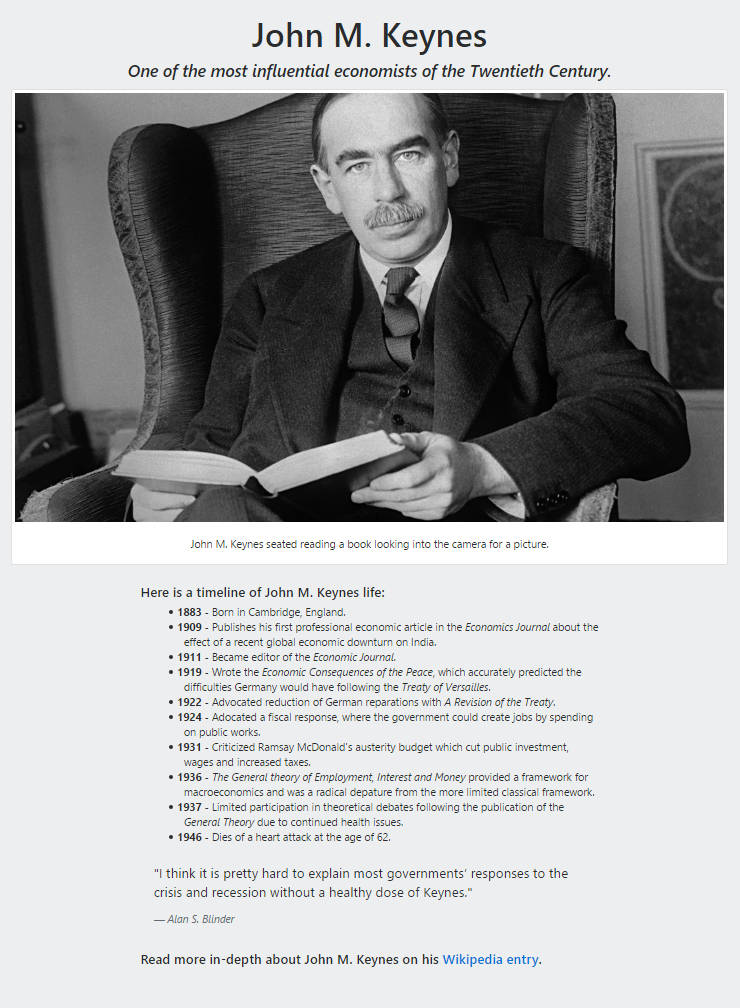 John M. Keynes
One of the most influential economists of the Twentieth Century.
John M. Keynes seated reading a book looking into the camera for a picture.
Here is a timeline of John M. Keynes life:
• 1883 - Born in Cambridge, England.
• 1909 - Publishes his first professional economic article in the Economics Journal about the
effect of a recent global economic downturn on India.
• 1911 - Became editor of the Economic Journal.
• 1919 - Wrote the Economic Consequences of the Peace, which accurately predicted the
difficulties Germany would have following the Treaty of Versailles.
• 1922 - Advocated reduction of German reparations with A Revision of the Treaty.
• 1924 - Adocated a fiscal response, where the government could create jobs by spending
on public works.
• 1931 - Criticized Ramsay McDonald's austerity budget which cut public investment,
wages and increased taxes.
• 1936 - The General theory of Employment, Interest and Money provided a framework for
macroeconomics and was a radical depature from the more limited classical framework.
• 1937 - Limited participation in theoretical debates following the publication of the
General Theory due to continued health issues.
• 1946 - Dies of a heart attack at the age of 62.
"I think it is pretty hard to explain most governments' responses to the
crisis and recession without a healthy dose of Keynes."
— Alan S. Blinder
Read more in-depth about John M. Keynes on his Wikipedia entry.